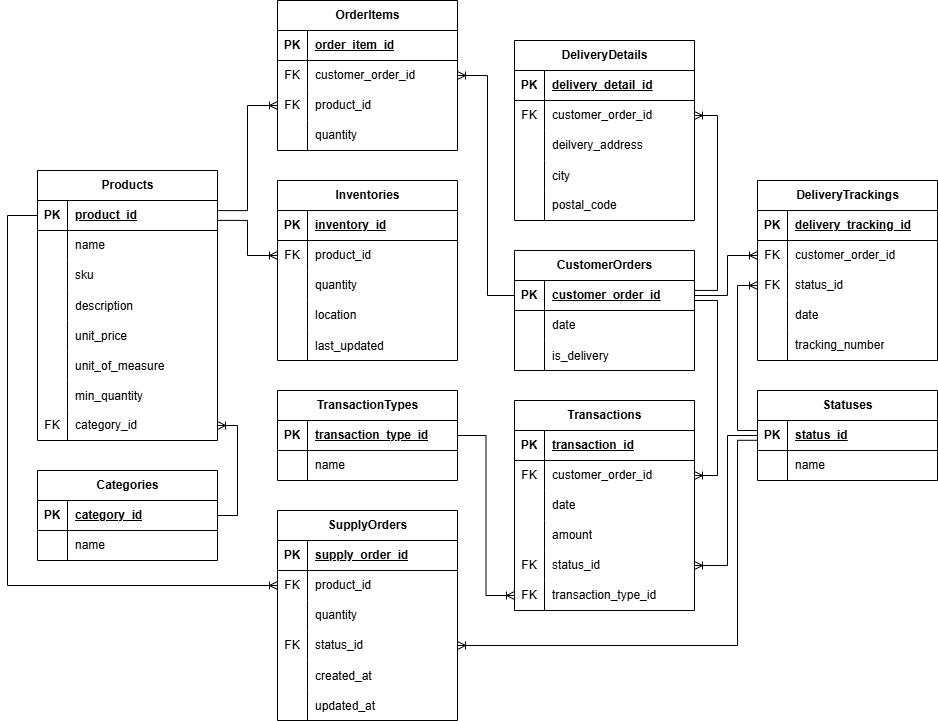 OrderItems
PK order_item_id
FK customer_order_id
FK product_id
quantity
DeliveryDetails
PK delivery_detail_id
FK customer_order_id
deilvery_address
city
postal_code
Products
PK product_id
name
sku
description
unit_price
unit_of_measure
min_quantity
FK category_id
Inventories
PK inventory_id
FK product_id
quantity
location
last_updated
CustomerOrders
PK customer_order_id
date
is_delivery
DeliveryTrackings
PK delivery_tracking_id
FK customer_order_id
FK status_id
date
tracking_number
TransactionTypes
PK transaction_type_id
name
Transactions
PK transaction_id
FK customer_order_id
date
amount
FK status_id
FK transaction_type_id
Statuses
PK status_id
name
Categories
PK category_id
name
SupplyOrders
PK supply_order_id
FK product_id
quantity
FK status_id
created_at
updated_at